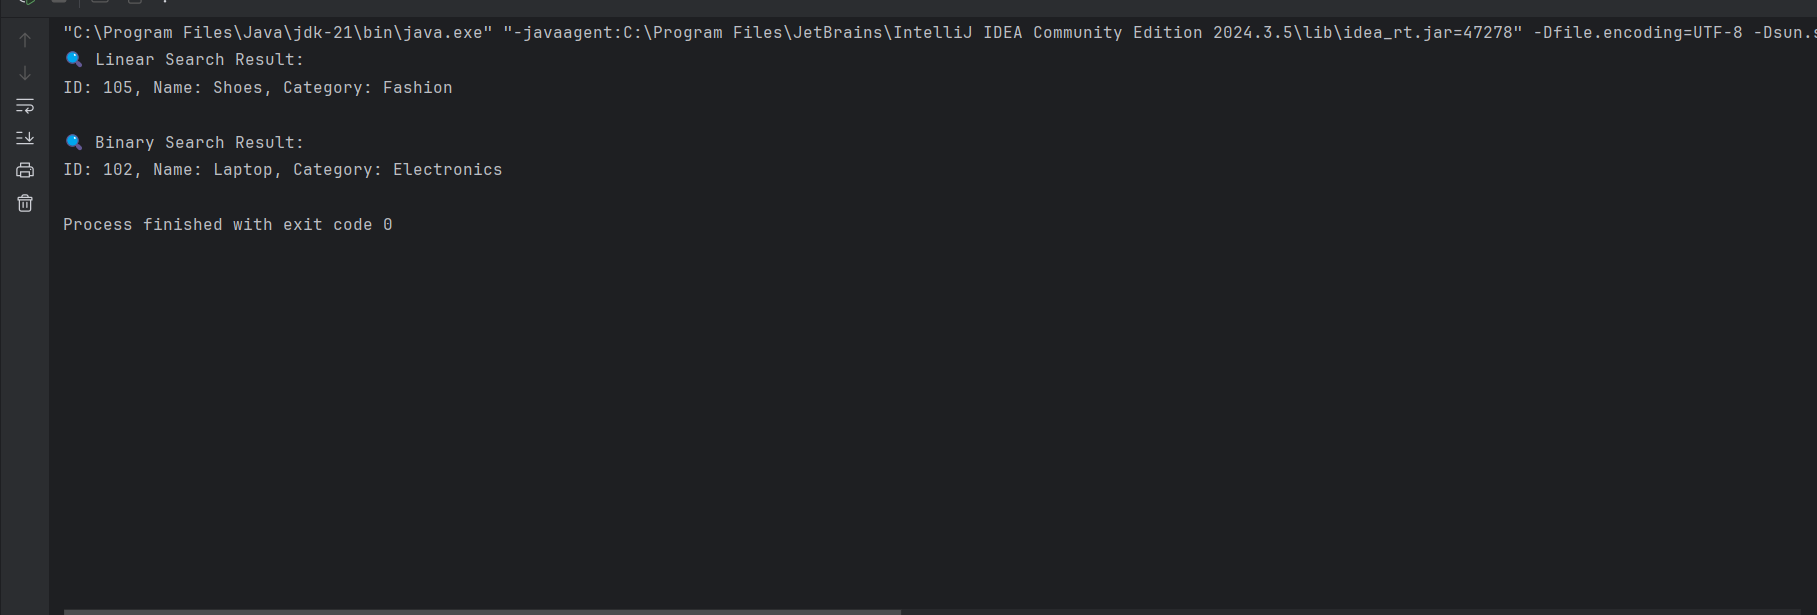 "C:\Program Files\Java\jdk-21\bin\java.exe" "-javaagent:C:\Program Files\JetBrains\IntelliJ IDEA Community Edition 2024.3.5\lib\idea_rt.jar=47278" -Dfile.encoding=UTF-8 -Dsun.s
🔍 Linear Search Result:
ID: 105, Name: Shoes, Category: Fashion
🔍 Binary Search Result:
ID: 102, Name: Laptop, Category: Electronics
Process finished with exit code 0